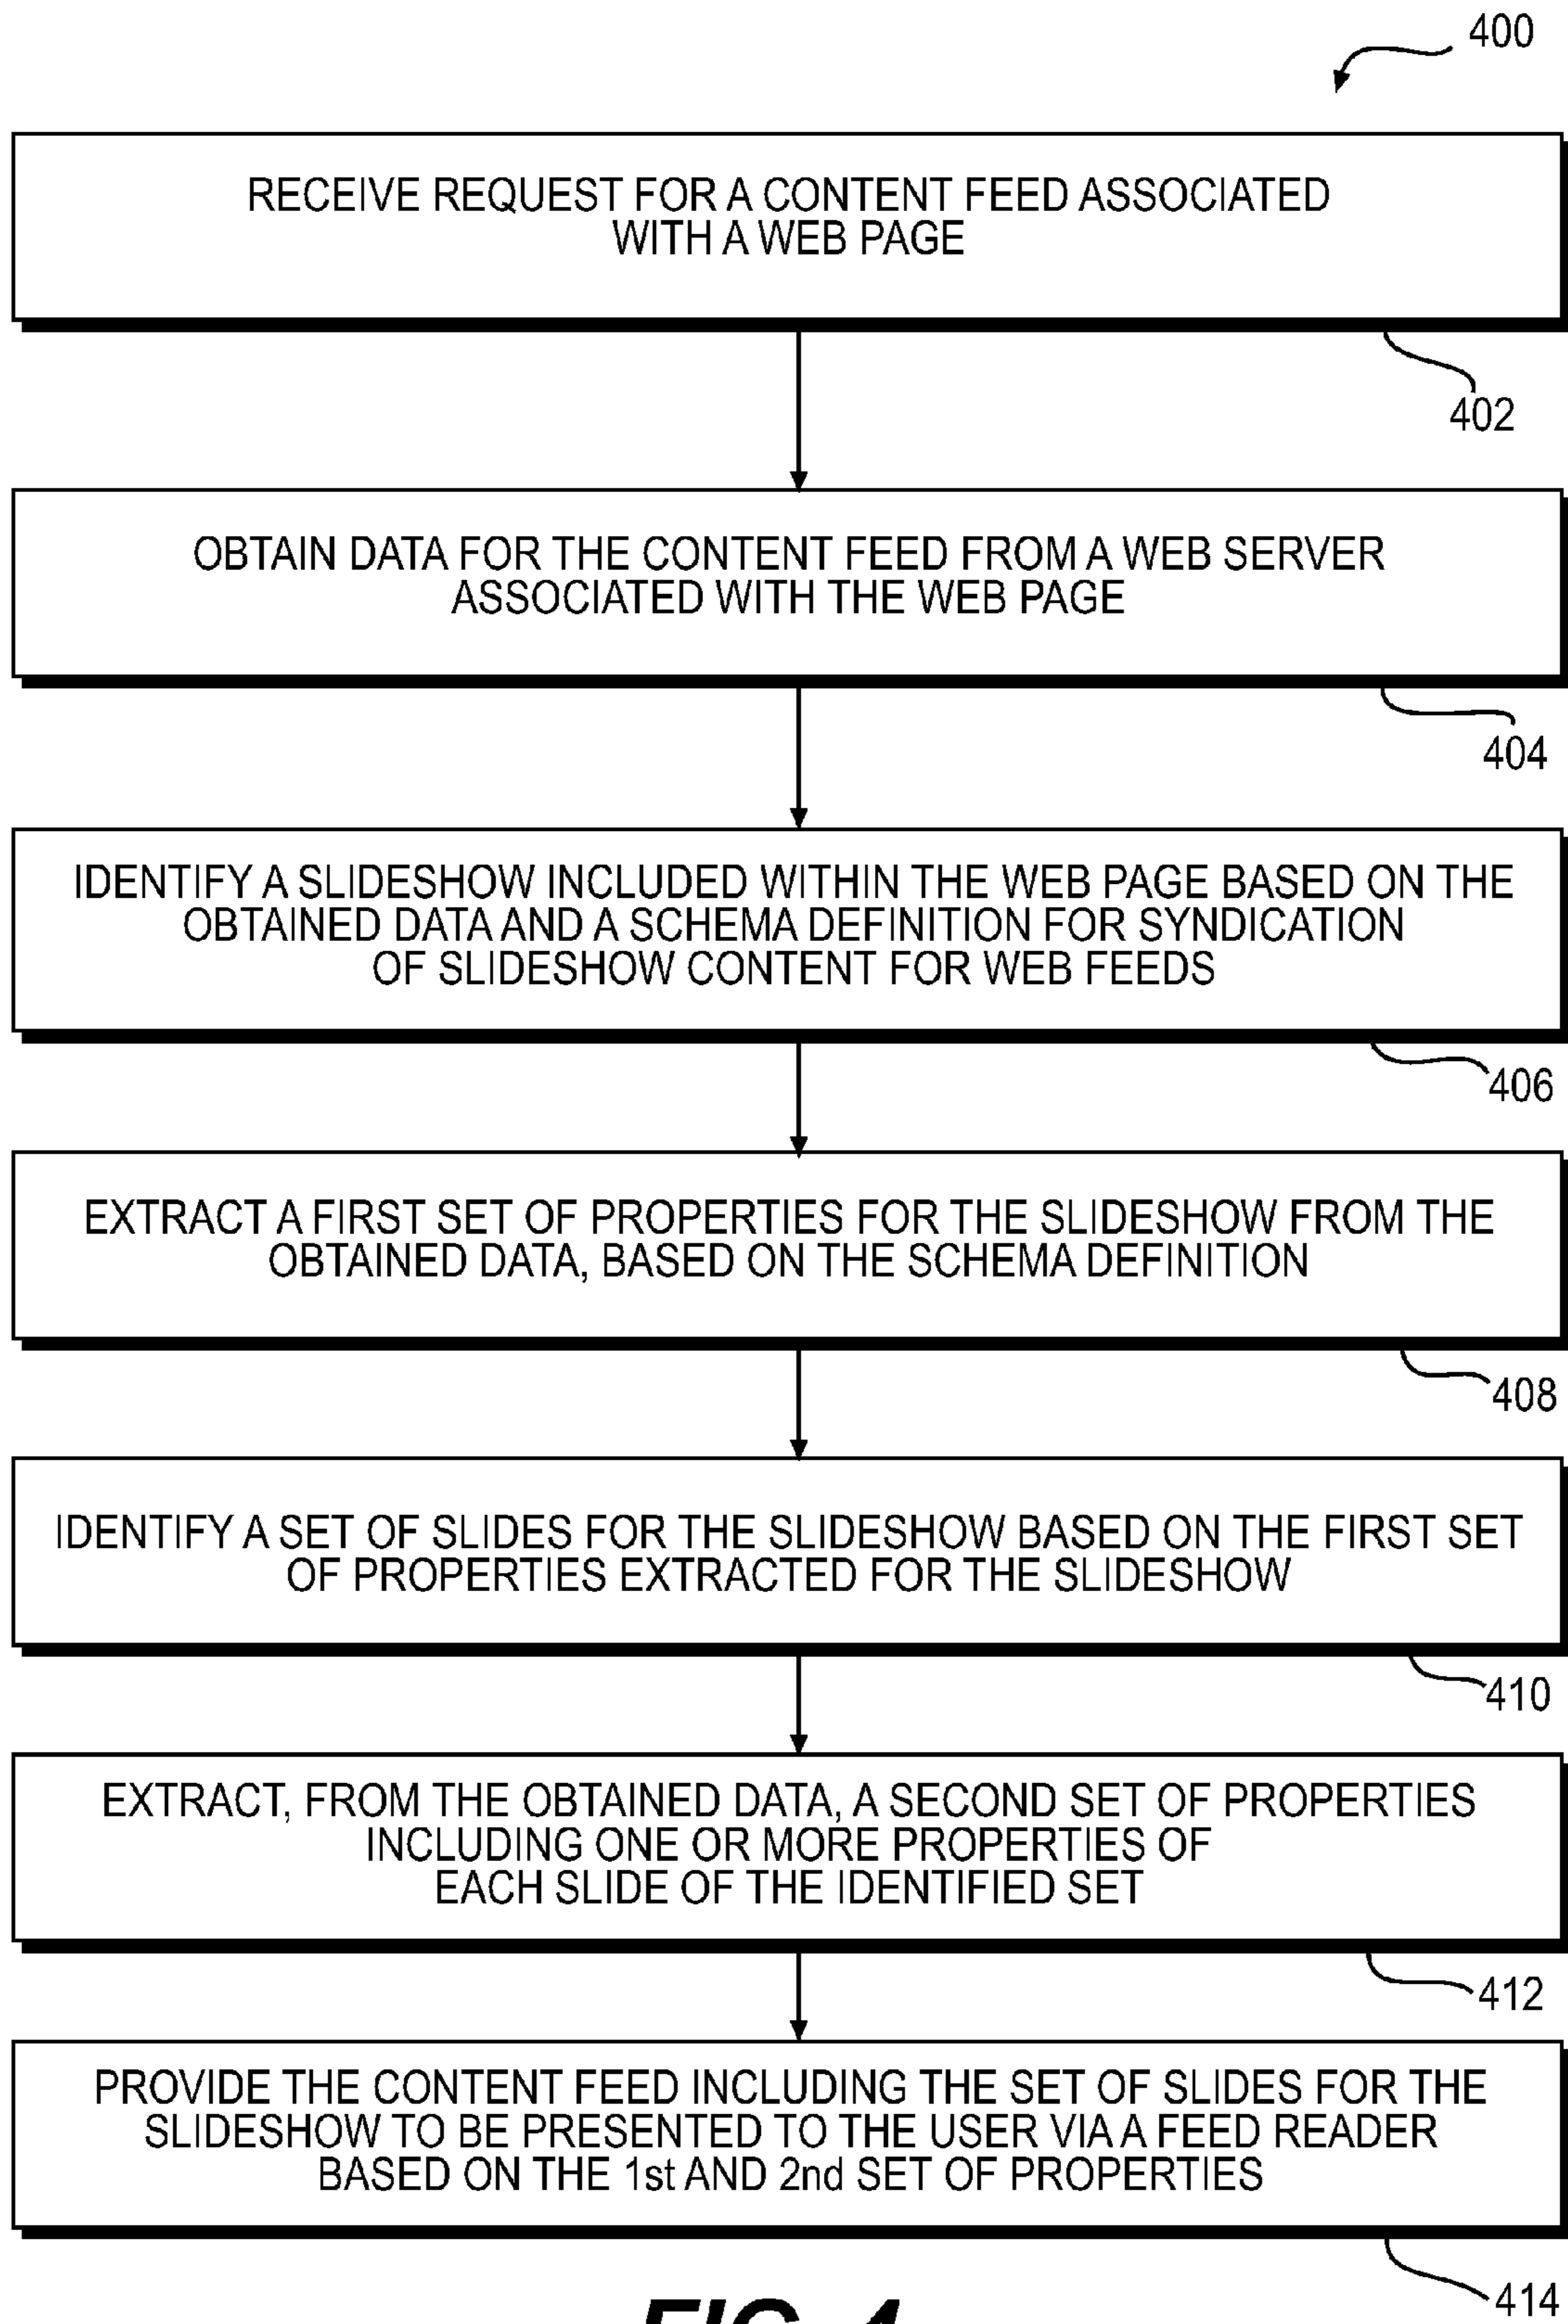 400
RECEIVE REQUEST FOR A CONTENT FEED ASSOCIATED
WITH A WEB PAGE
402
OBTAIN DATA FOR THE CONTENT FEED FROM A WEB SERVER
ASSOCIATED WITH THE WEB PAGE
404
IDENTIFY A SLIDESHOW INCLUDED WITHIN THE WEB PAGE BASED ON THE
OBTAINED DATA AND A SCHEMA DEFINITION FOR SYNDICATION
OF SLIDESHOW CONTENT FOR WEB FEEDS
406
EXTRACT A FIRST SET OF PROPERTIES FOR THE SLIDESHOW FROM THE
OBTAINED DATA, BASED ON THE SCHEMA DEFINITION
408
IDENTIFY A SET OF SLIDES FOR THE SLIDESHOW BASED ON THE FIRST SET
OF PROPERTIES EXTRACTED FOR THE SLIDESHOW
410
EXTRACT, FROM THE OBTAINED DATA, A SECOND SET OF PROPERTIES
INCLUDING ONE OR MORE PROPERTIES OF
EACH SLIDE OF THE IDENTIFIED SET
412
PROVIDE THE CONTENT FEED INCLUDING THE SET OF SLIDES FOR THE
SLIDESHOW TO BE PRESENTED TO THE USER VIA A FEED READER
BASED ON THE 1st AND 2nd SET OF PROPERTIES
414